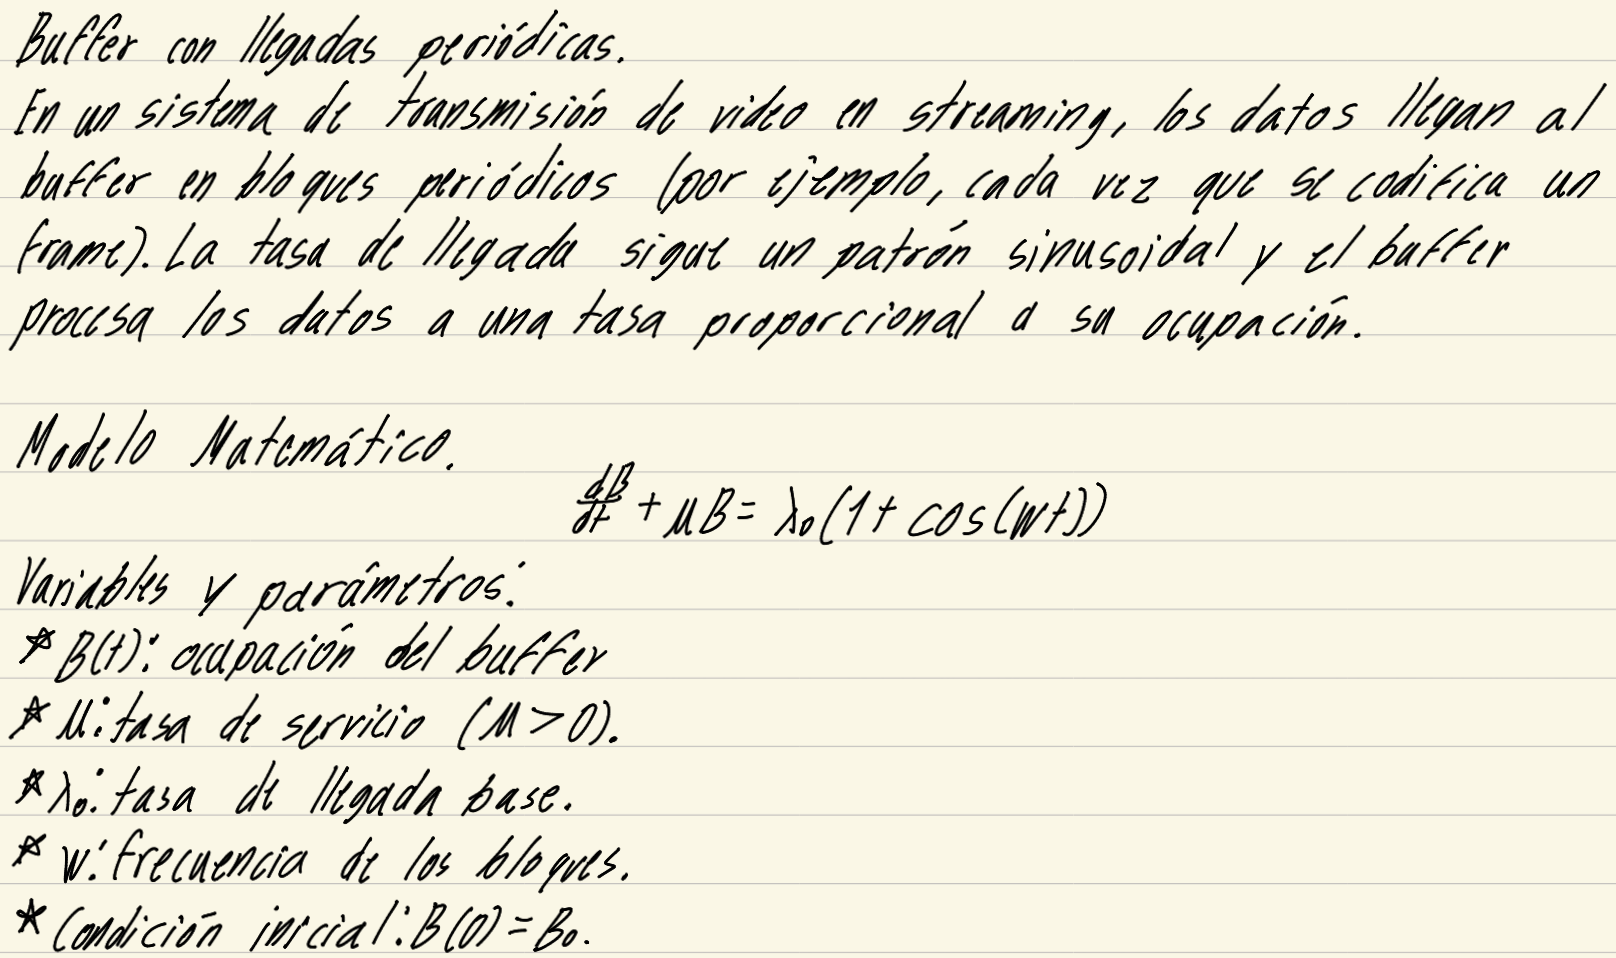 Buffer con llegadas periódicas.
En un sistema de transmisión de video en streaming, los datos llegan al
buffer en bloques periódicos (por ejemplo, cada vez que se codifica un
frame). La tasa de llegada sigue un patrón sinusoidal y el buffer
procesa los datos a una tasa proporcional a su ocupación.
Modelo Matemático.
dB/dt + μB = λ₀(1 + cos(wt))
Variables y parámetros:
* B(t): ocupación del buffer
* μ: tasa de servicio (μ > 0).
* λ₀: tasa de llegada base.
* w: frecuencia de los bloques.
* Condición inicial: B(0) = B₀.